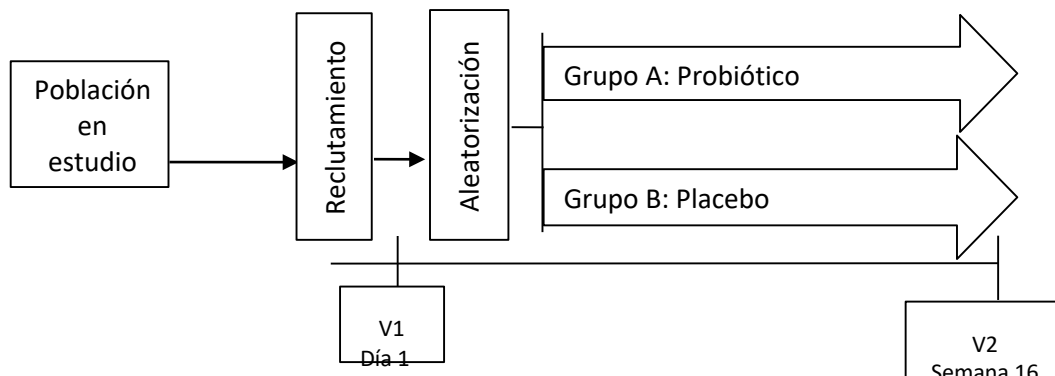 Población
en
estudio
Reclutamiento
Aleatorización
Grupo A: Probiótico
Grupo B: Placebo
V1
Día 1
V2
Semana 16